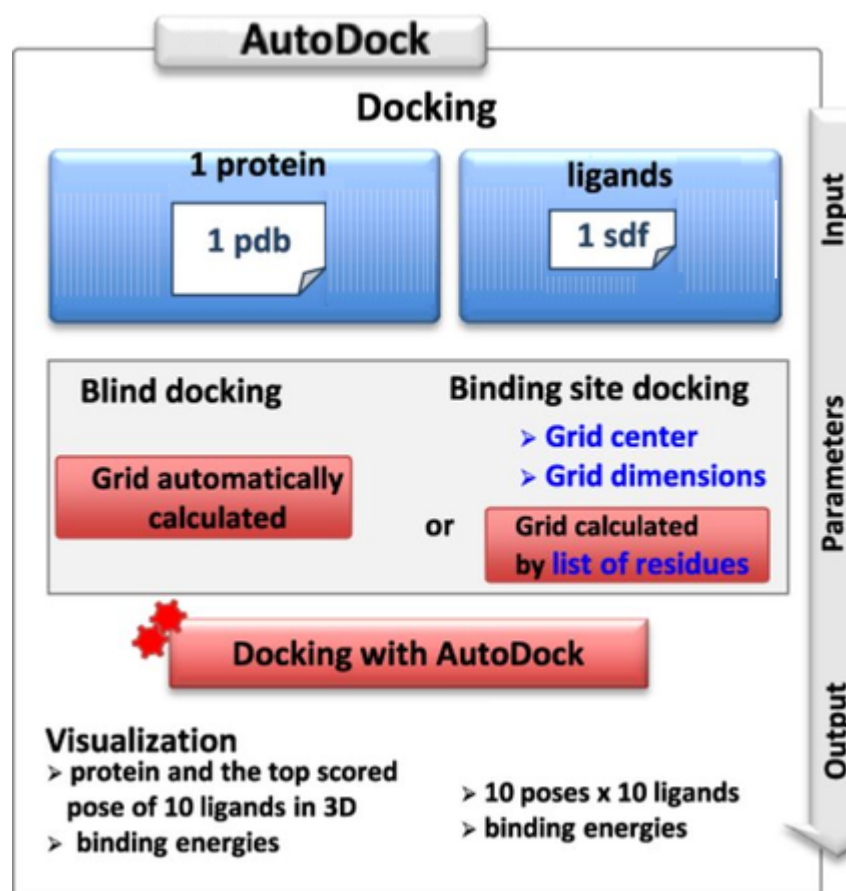 AutoDock
Docking
1 protein
1 pdb
ligands
1 sdf
Input
Blind docking
Grid automatically
calculated
or
Binding site docking
➢ Grid center
➢ Grid dimensions
Grid calculated
by list of residues
Parameters
Docking with AutoDock
Visualization
➢ protein and the top scored
pose of 10 ligands in 3D
➢ binding energies
➢ 10 poses x 10 ligands
➢ binding energies
Output